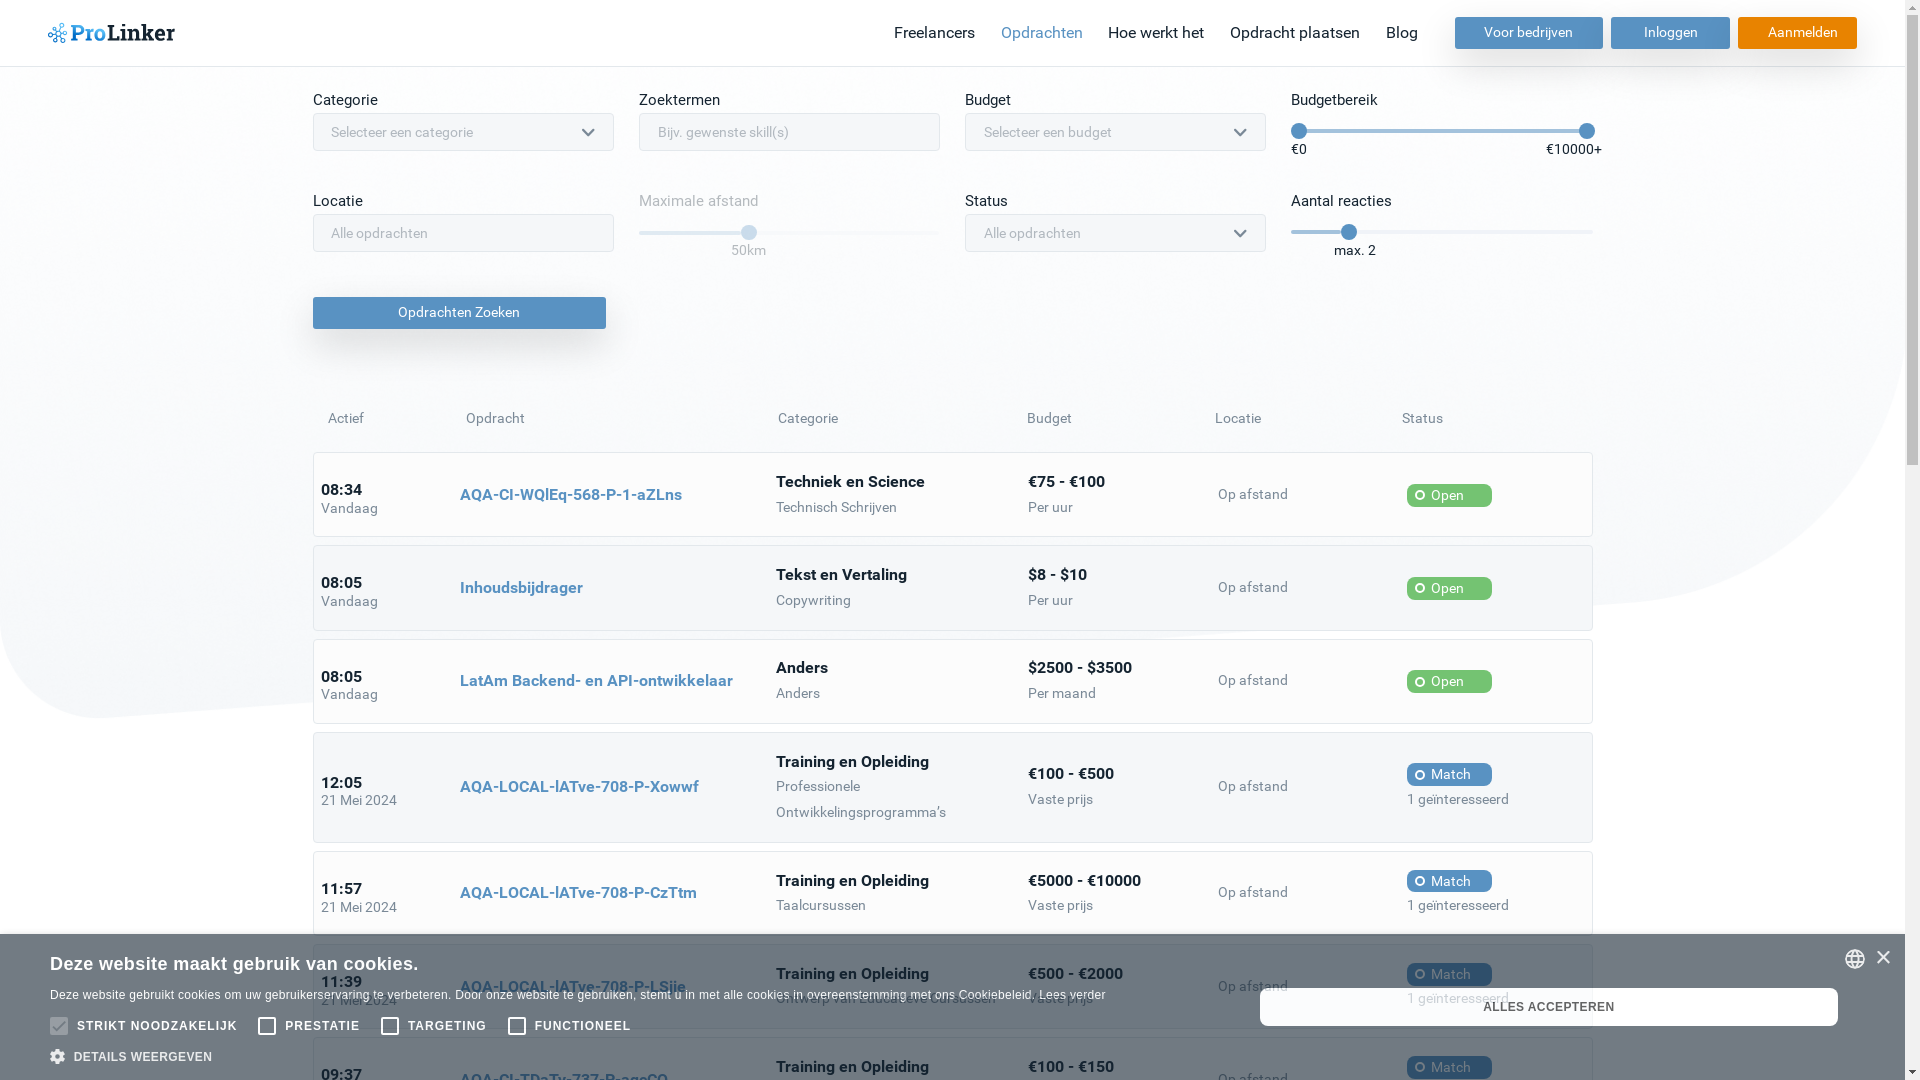 ProLinker
Freelancers Opdrachten Hoe werkt het Opdracht plaatsen Blog Voor bedrijven Inloggen Aanmelden
Categorie Zoektermen Budget Budgetbereik
Selecteer een categorie Bijv. gewenste skill(s) Selecteer een budget
€0 €10000+
Locatie Maximale afstand Status Aantal reacties
Alle opdrachten Alle opdrachten
50km max. 2
Opdrachten Zoeken
Actief Opdracht Categorie Budget Locatie Status
08:34 AQA-CI-WQlEq-568-P-1-aZLns Techniek en Science €75 - €100 Op afstand Open
Vandaag Technisch Schrijven Per uur
08:05 Inhoudsbijdrager Tekst en Vertaling $8 - $10 Op afstand Open
Vandaag Copywriting Per uur
08:05 LatAm Backend- en API-ontwikkelaar Anders $2500 - $3500 Op afstand Open
Vandaag Anders Per maand
12:05 AQA-LOCAL-lATve-708-P-Xowwf Training en Opleiding €100 - €500 Op afstand Match
21 Mei 2024 Professionele Vaste prijs 1 geïnteresseerd
Ontwikkelingsprogramma’s
11:57 AQA-LOCAL-lATve-708-P-CzTtm Training en Opleiding €5000 - €10000 Op afstand Match
21 Mei 2024 Taalcursussen Vaste prijs 1 geïnteresseerd
11:39 AQA-LOCAL-lATve-708-P-LSjie Training en Opleiding €500 - €2000 Op afstand Match
21 Mei 2024 Ontwerp van Educatieve Cursussen Vaste prijs 1 geïnteresseerd
09:37 Training en Opleiding €100 - €150 Op afstand Match
Deze website maakt gebruik van cookies.
Deze website gebruikt cookies om uw gebruikerservaring te verbeteren. Door onze website te gebruiken, stemt u in met alle cookies in overeenstemming met ons Cookiebeleid. Lees verder
STRIKT NOODZAKELIJK PRESTATIE TARGETING FUNCTIONEEL
DETAILS WEERGEVEN
ALLES ACCEPTEREN
×